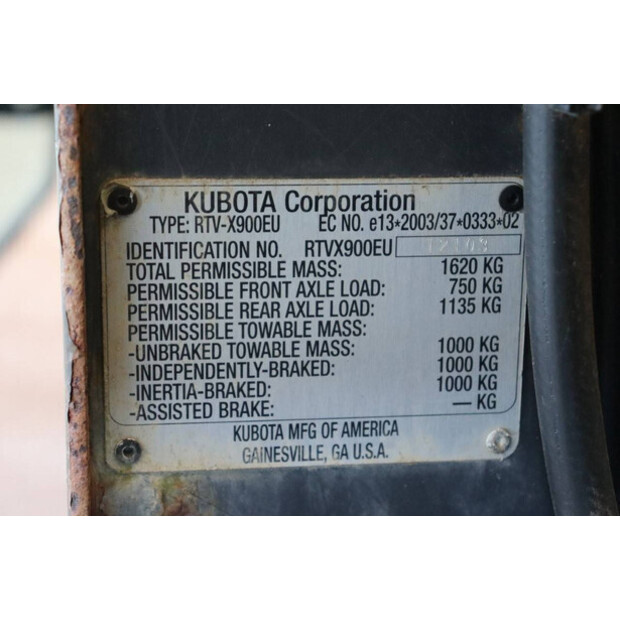 KUBOTA Corporation
TYPE: RTV-X900EU EC NO. e13*2003/37*0333*02
IDENTIFICATION NO. RTVX900EU
TOTAL PERMISSIBLE MASS: 1620 KG
PERMISSIBLE FRONT AXLE LOAD: 750 KG
PERMISSIBLE REAR AXLE LOAD: 1135 KG
PERMISSIBLE TOWABLE MASS:
-UNBRAKED TOWABLE MASS: 1000 KG
-INDEPENDENTLY-BRAKED: 1000 KG
-INERTIA-BRAKED: 1000 KG
-ASSISTED BRAKE: — KG
KUBOTA MFG OF AMERICA
GAINESVILLE, GA U.S.A.